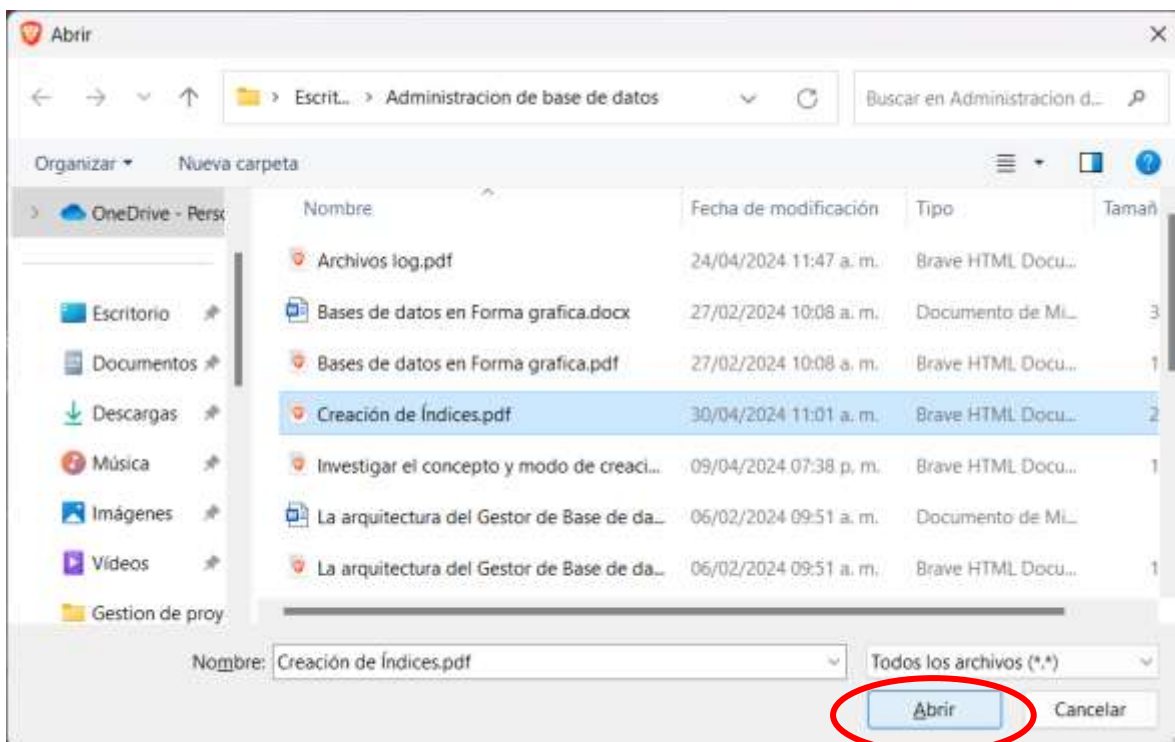 Abrir
Escrit... > Administracion de base de datos
Buscar en Administracion d...
Organizar Nueva carpeta
OneDrive - Perso
Nombre Fecha de modificación Tipo Tamañ
Archivos log.pdf 24/04/2024 11:47 a. m. Brave HTML Docu...
Escritorio Bases de datos en Forma grafica.docx 27/02/2024 10:08 a. m. Documento de Mi... 3
Documentos Bases de datos en Forma grafica.pdf 27/02/2024 10:08 a. m. Brave HTML Docu... 1
Descargas Creación de Índices.pdf 30/04/2024 11:01 a. m. Brave HTML Docu... 2
Música Investigar el concepto y modo de creaci... 09/04/2024 07:38 p. m. Brave HTML Docu... 1
Imágenes La arquitectura del Gestor de Base de da... 06/02/2024 09:51 a. m. Documento de Mi...
Vídeos La arquitectura del Gestor de Base de da... 06/02/2024 09:51 a. m. Brave HTML Docu... 1
Gestion de proy
Nombre: Creación de Índices.pdf Todos los archivos (*.*)
Abrir Cancelar